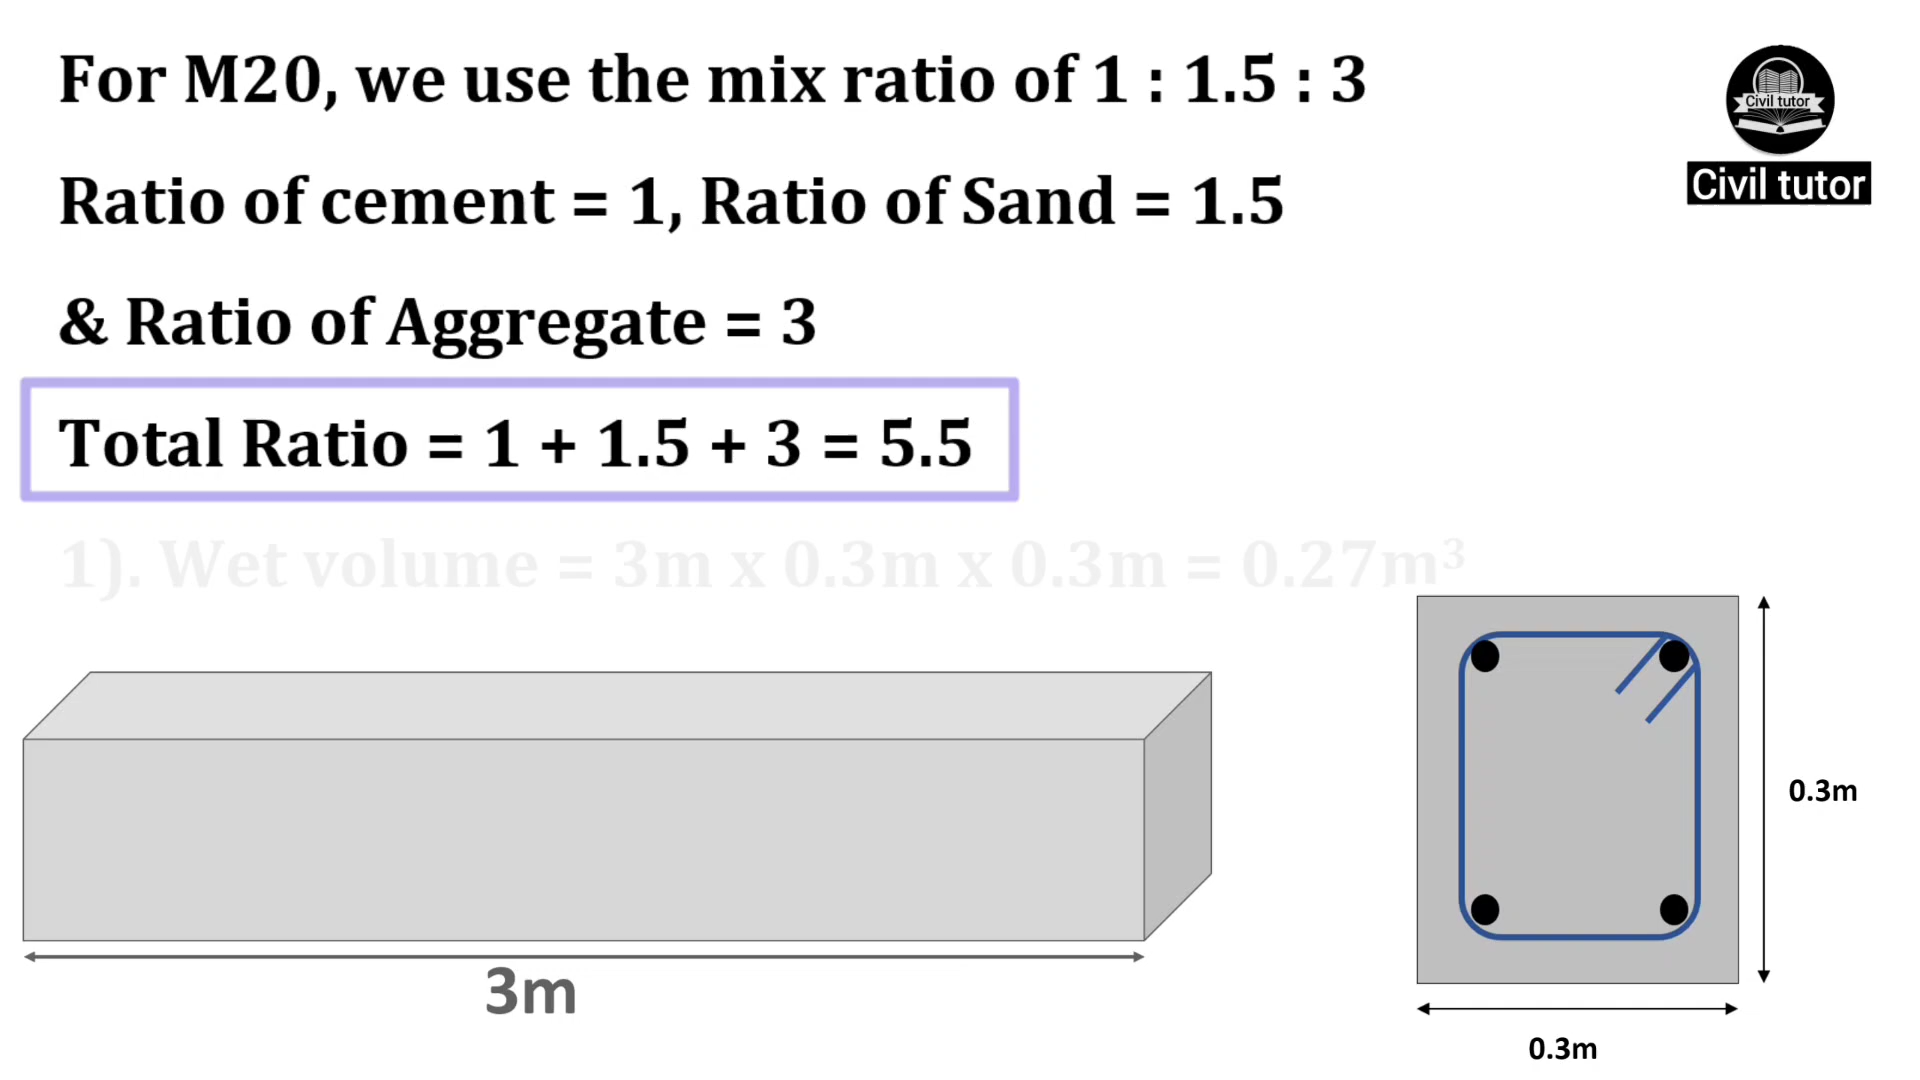 For M20, we use the mix ratio of 1 : 1.5 : 3
Civil tutor
Civil tutor
Ratio of cement = 1, Ratio of Sand = 1.5
& Ratio of Aggregate = 3
Total Ratio = 1 + 1.5 + 3 = 5.5
1). Wet volume = 3m x 0.3m x 0.3m = 0.27m³
0.3m
3m
0.3m